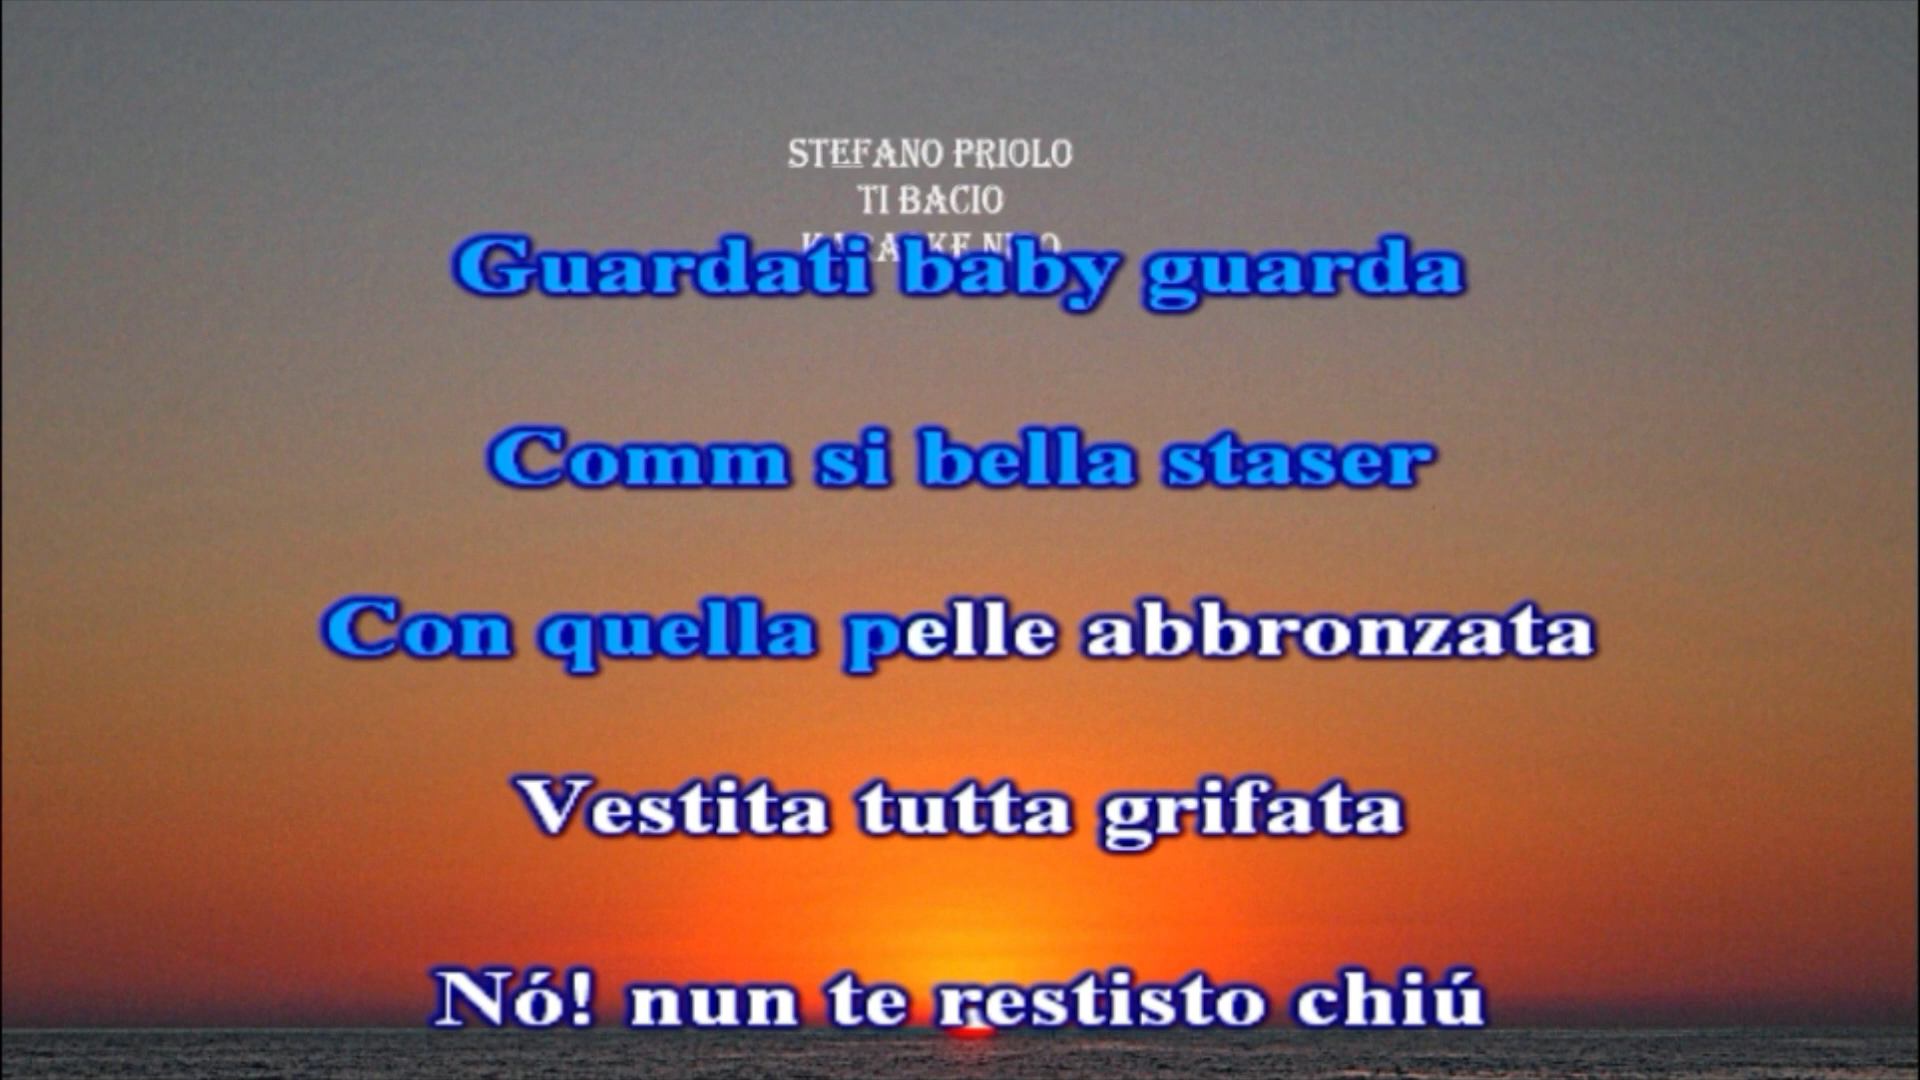 STEFANO PRIOLO
TI BACIO
Guardati baby guarda
Comm si bella staser
Con quella pelle abbronzata
Vestita tutta grifata
Nó! nun te restisto chiú